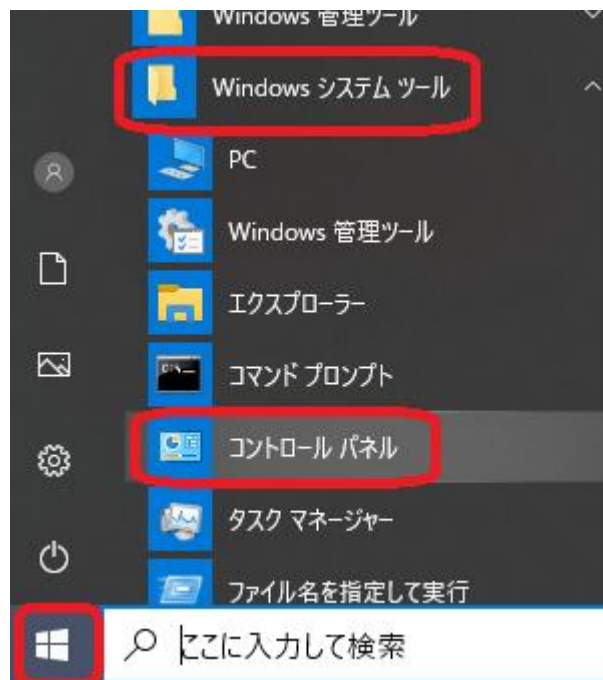 Windows 管理ツール
Windows システム ツール
PC
Windows 管理ツール
エクスプローラー
コマンド プロンプト
コントロール パネル
タスク マネージャー
ファイル名を指定して実行
ここに入力して検索